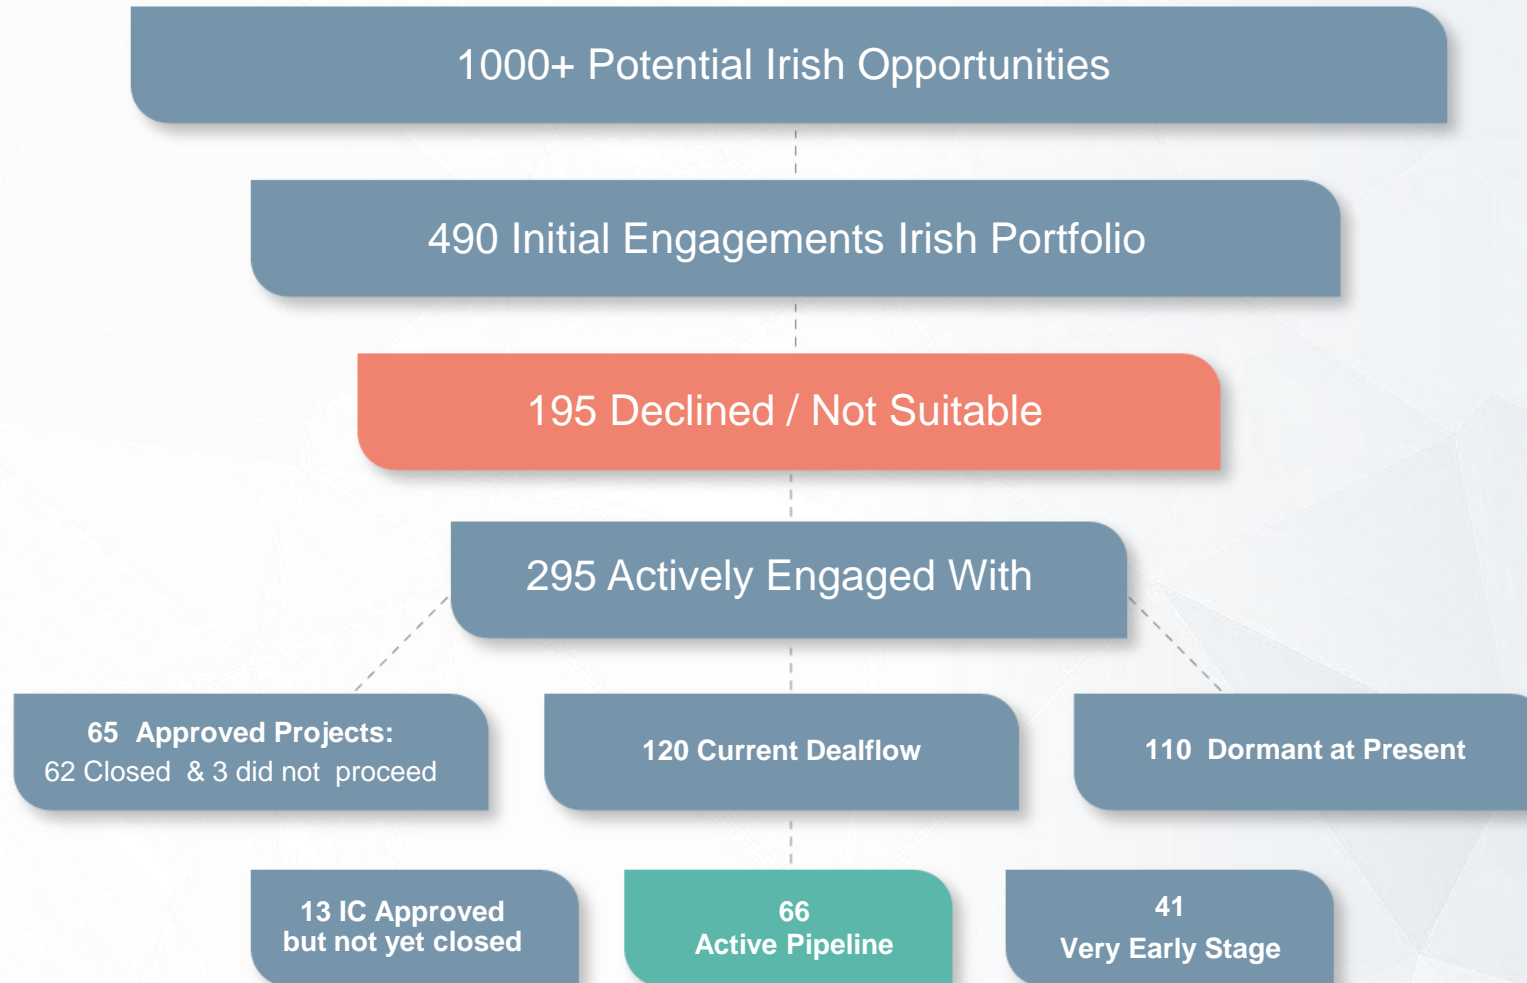 1000+ Potential Irish Opportunities
490 Initial Engagements Irish Portfolio
195 Declined / Not Suitable
295 Actively Engaged With
65 Approved Projects:
62 Closed & 3 did not proceed
120 Current Dealflow
110 Dormant at Present
13 IC Approved
but not yet closed
66
Active Pipeline
41
Very Early Stage